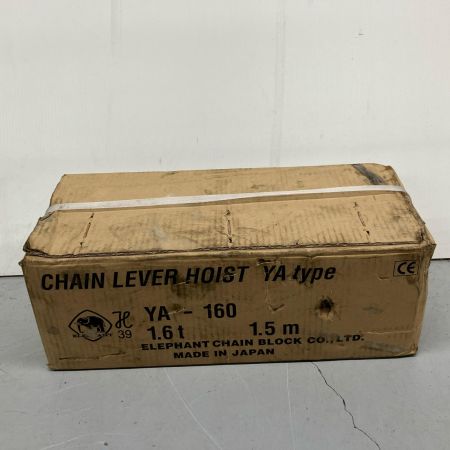 CHAIN LEVER HOIST YA type
CE
YA - 160
H
39
1.6 t 1.5 m
ELEPHANT
ELEPHANT CHAIN BLOCK CO., LTD.
MADE IN JAPAN